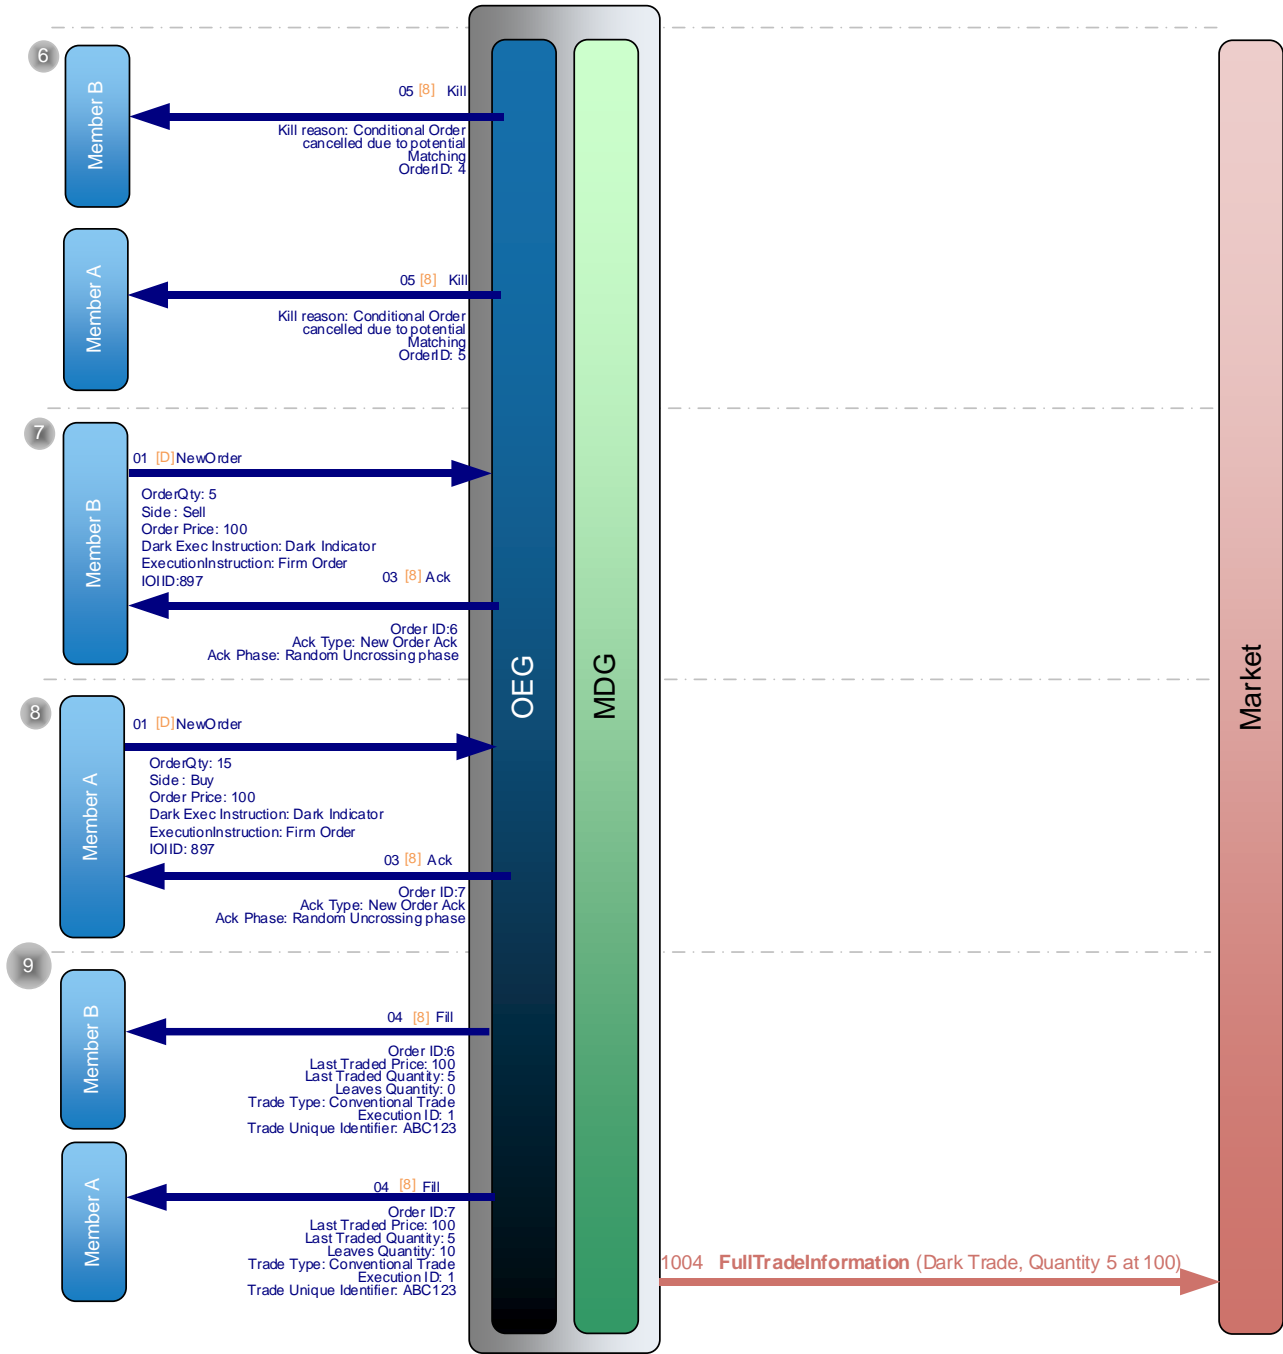 6
Member B
05 [8] Kill
Kill reason: Conditional Order
cancelled due to potential
Matching
OrderID: 4
Member A
05 [8] Kill
Kill reason: Conditional Order
cancelled due to potential
Matching
OrderID: 5
7
Member B
01 [D] NewOrder
OrderQty: 5
Side : Sell
Order Price: 100
Dark Exec Instruction: Dark Indicator
ExecutionInstruction: Firm Order
IOIID:897
03 [8] Ack
Order ID:6
Ack Type: New Order Ack
Ack Phase: Random Uncrossing phase
OEG
MDG
Market
8
Member A
01 [D] NewOrder
OrderQty: 15
Side : Buy
Order Price: 100
Dark Exec Instruction: Dark Indicator
ExecutionInstruction: Firm Order
IOIID: 897
03 [8] Ack
Order ID:7
Ack Type: New Order Ack
Ack Phase: Random Uncrossing phase
9
Member B
04 [8] Fill
Order ID:6
Last Traded Price: 100
Last Traded Quantity: 5
Leaves Quantity: 0
Trade Type: Conventional Trade
Execution ID: 1
Trade Unique Identifier: ABC123
Member A
04 [8] Fill
Order ID:7
Last Traded Price: 100
Last Traded Quantity: 5
Leaves Quantity: 10
Trade Type: Conventional Trade
Execution ID: 1
Trade Unique Identifier: ABC123
1004 FullTradeInformation (Dark Trade, Quantity 5 at 100)